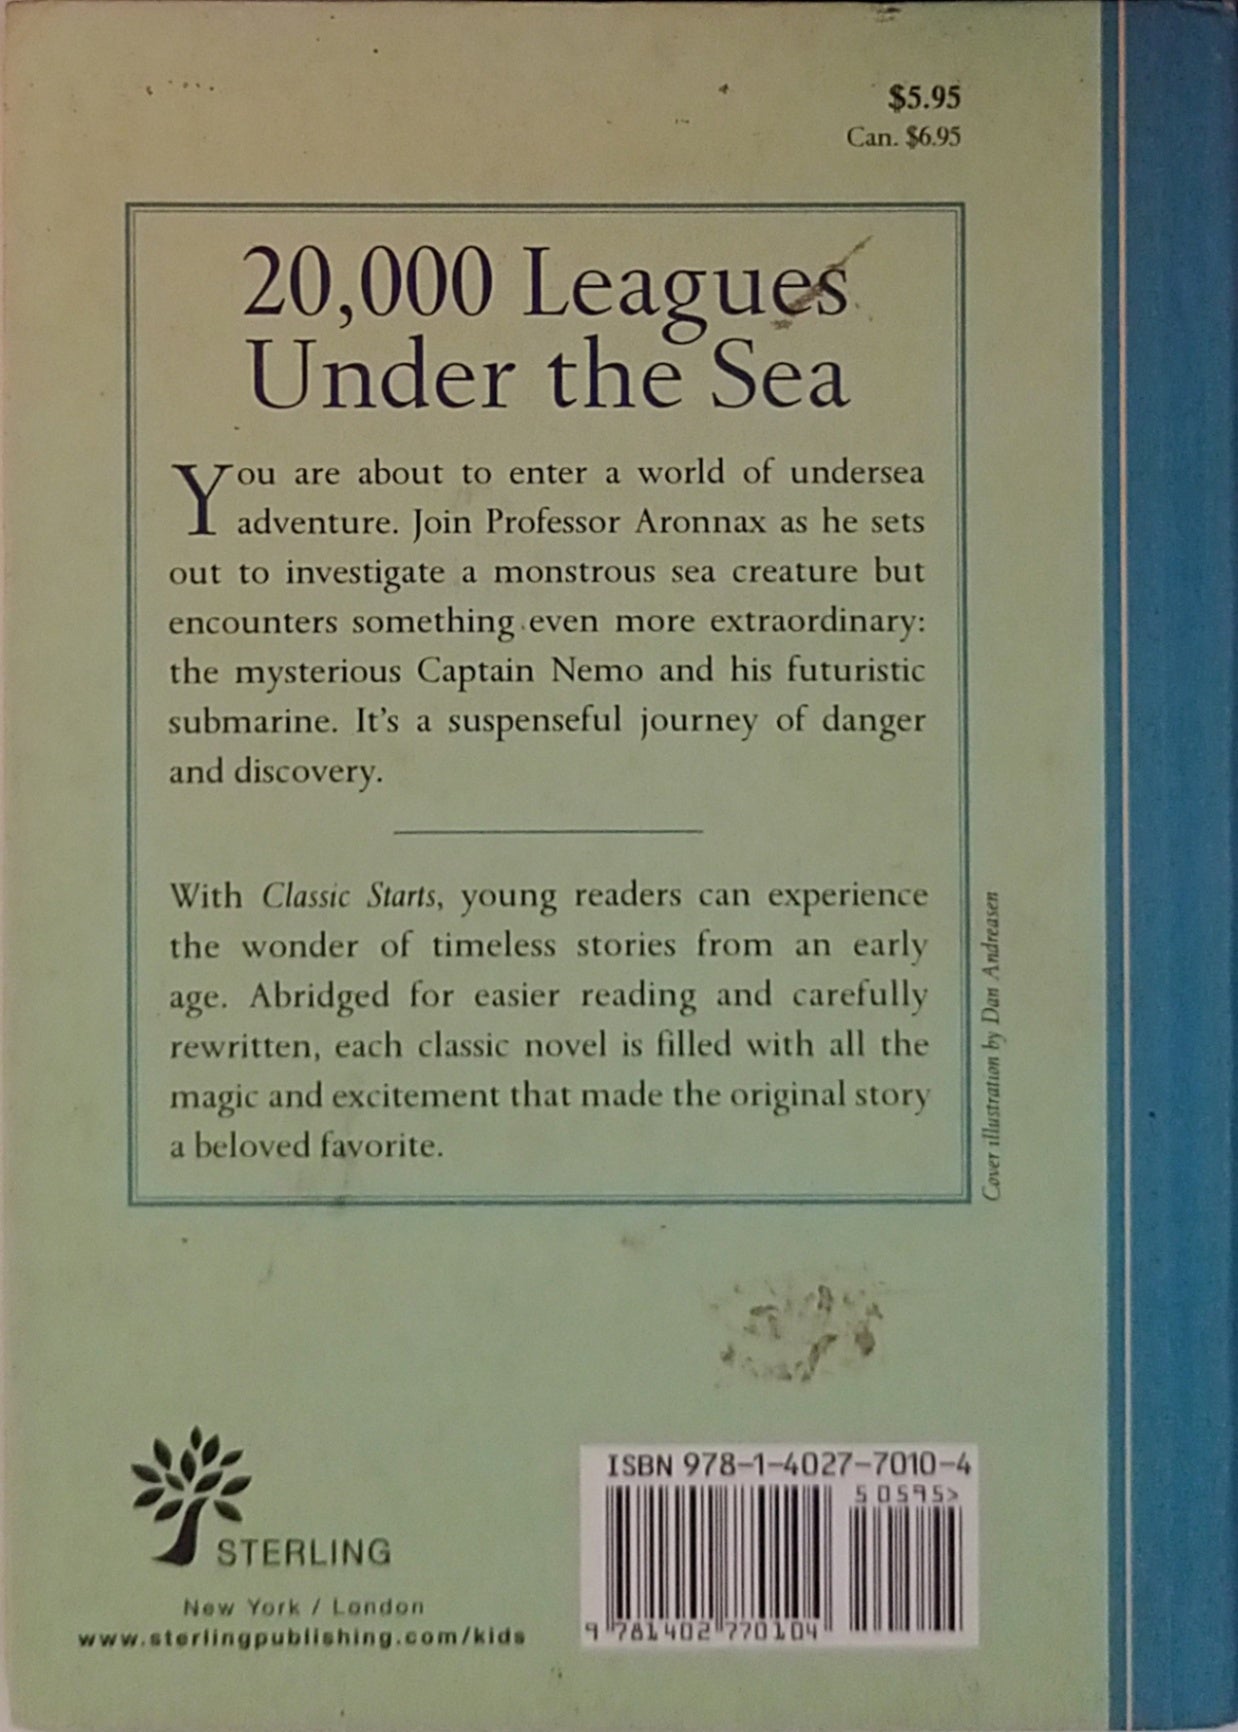 $5.95
Can. $6.95
20,000 Leagues
Under the Sea
You are about to enter a world of undersea
adventure. Join Professor Aronnax as he sets
out to investigate a monstrous sea creature but
encounters something even more extraordinary:
the mysterious Captain Nemo and his futuristic
submarine. It's a suspenseful journey of danger
and discovery.
With Classic Starts, young readers can experience
the wonder of timeless stories from an early
age. Abridged for easier reading and carefully
rewritten, each classic novel is filled with all the
magic and excitement that made the original story
a beloved favorite.
Cover illustration by Dan Andreasen
STERLING
New York / London
www.sterlingpublishing.com/kids
ISBN 978-1-4027-7010-4
50595>
9 781402 770104